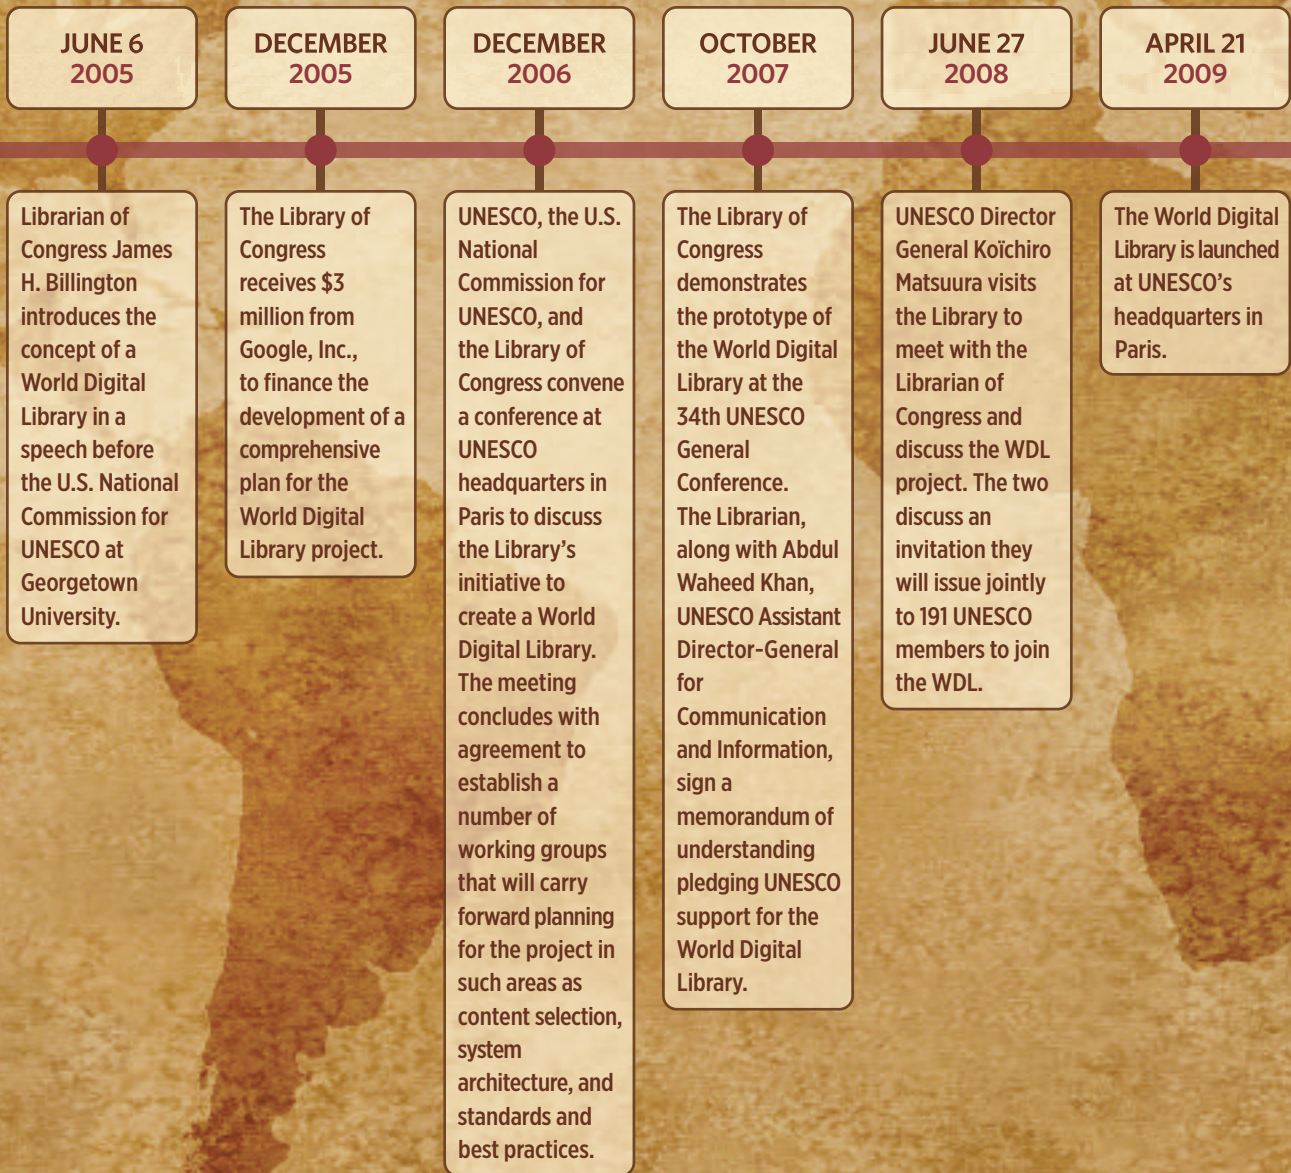 JUNE 6
2005
Librarian of
Congress James
H. Billington
introduces the
concept of a
World Digital
Library in a
speech before
the U.S. National
Commission for
UNESCO at
Georgetown
University.
DECEMBER
2005
The Library of
Congress
receives $3
million from
Google, Inc.,
to finance the
development of a
comprehensive
plan for the
World Digital
Library project.
DECEMBER
2006
UNESCO, the U.S.
National
Commission for
UNESCO, and
the Library of
Congress convene
a conference at
UNESCO
headquarters in
Paris to discuss
the Library’s
initiative to
create a World
Digital Library.
The meeting
concludes with
agreement to
establish a
number of
working groups
that will carry
forward planning
for the project in
such areas as
content selection,
system
architecture, and
standards and
best practices.
OCTOBER
2007
The Library of
Congress
demonstrates
the prototype of
the World Digital
Library at the
34th UNESCO
General
Conference.
The Librarian,
along with Abdul
Waheed Khan,
UNESCO Assistant
Director-General
for
Communication
and Information,
sign a
memorandum of
understanding
pledging UNESCO
support for the
World Digital
Library.
JUNE 27
2008
UNESCO Director
General Koïchiro
Matsuura visits
the Library to
meet with the
Librarian of
Congress and
discuss the WDL
project. The two
discuss an
invitation they
will issue jointly
to 191 UNESCO
members to join
the WDL.
APRIL 21
2009
The World Digital
Library is launched
at UNESCO’s
headquarters in
Paris.